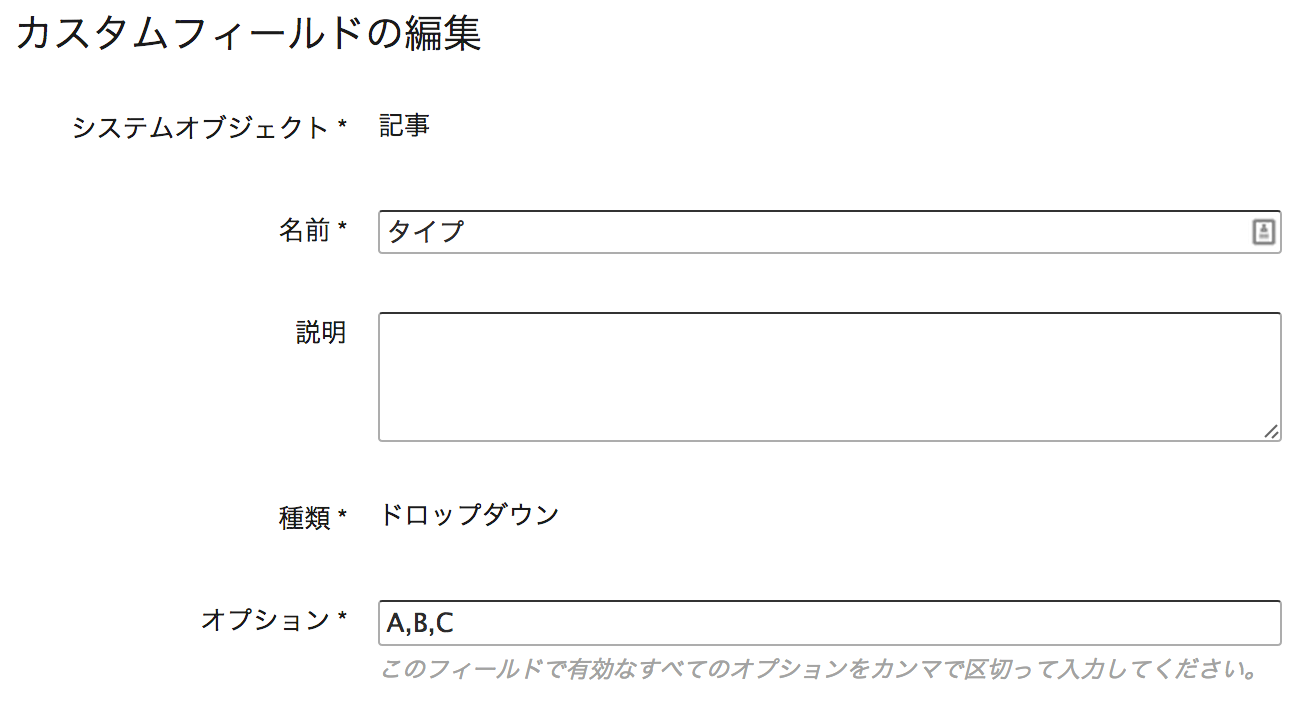 カスタムフィールドの編集
システムオブジェクト * 記事
名前 * タイプ
説明
種類 * ドロップダウン
オプション * A,B,C
このフィールドで有効なすべてのオプションをカンマで区切って入力してください。